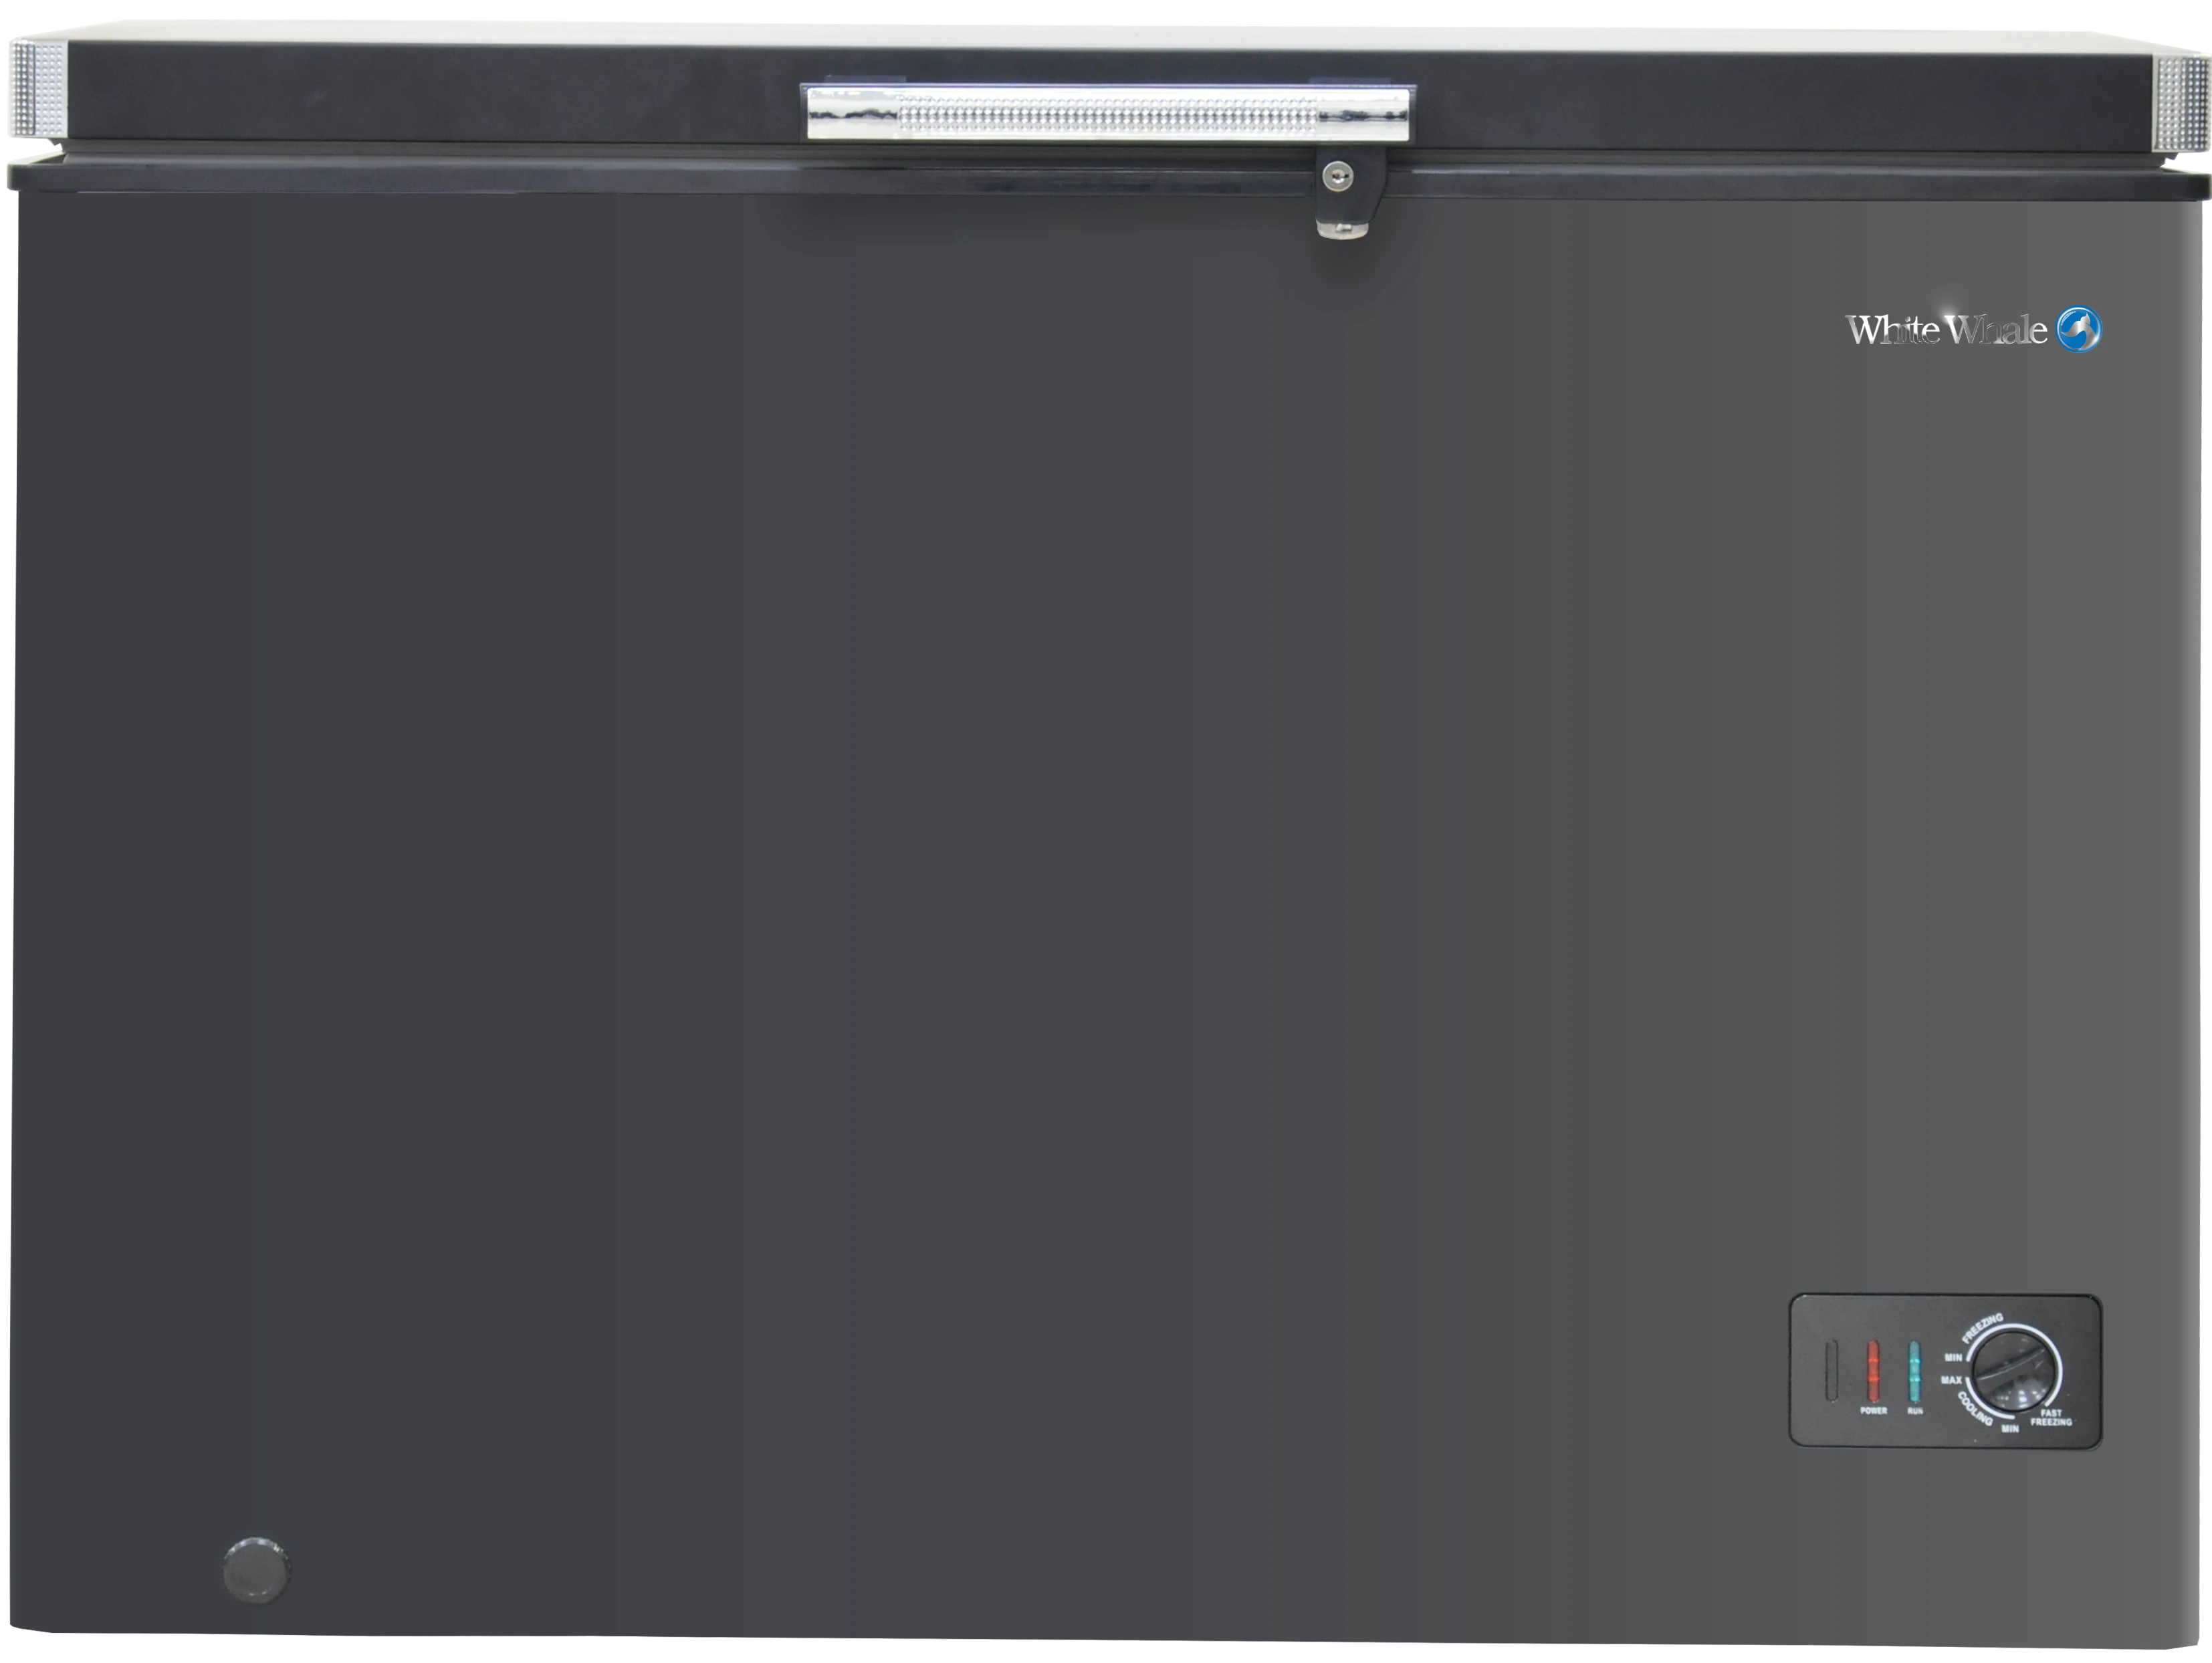 White Whale
FREEZING
MIN
MAX
COOLING
MIN
FAST
FREEZING
POWER
RUN